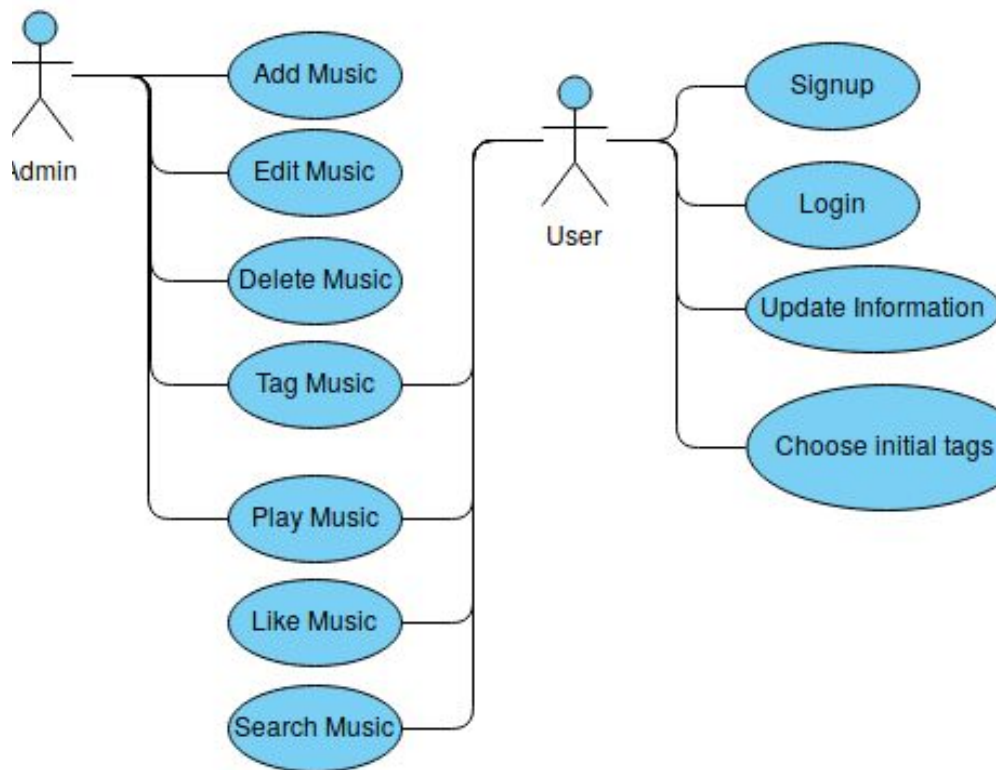 Add Music
Signup
Edit Music
Admin
Login
User
Delete Music
Update Information
Tag Music
Choose initial tags
Play Music
Like Music
Search Music